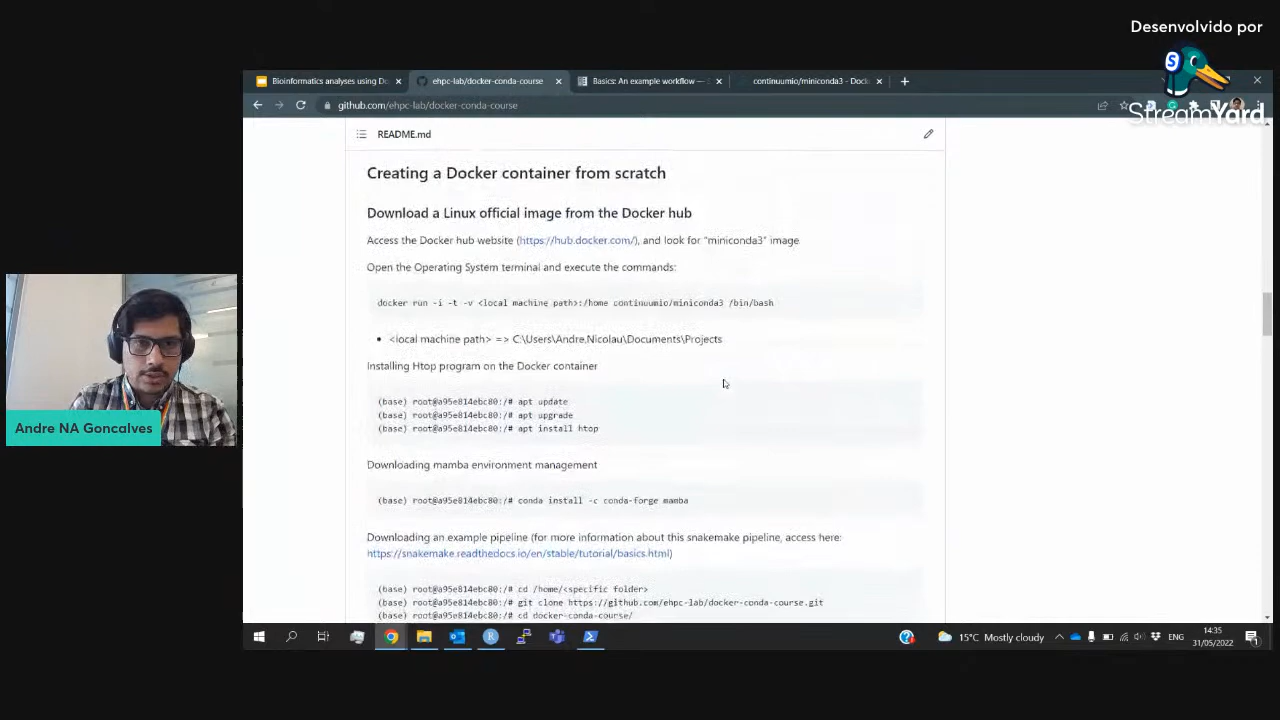 Desenvolvido por
StreamYard
Bioinformatics analyses using Do
ehpc-lab/docker-conda-course
Basics: An example workflow —
continuumio/miniconda3 - Dock
github.com/ehpc-lab/docker-conda-course
README.md
Creating a Docker container from scratch
Download a Linux official image from the Docker hub
Access the Docker hub website (https://hub.docker.com/), and look for “miniconda3” image
Open the Operating System terminal and execute the commands:
docker run -i -t -v <local machine path>:/home continuumio/miniconda3 /bin/bash
<local machine path> => C:\Users\Andre.Nicolau\Documents\Projects
Installing Htop program on the Docker container
(base) root@a95e814ebc80:/# apt update
(base) root@a95e814ebc80:/# apt upgrade
(base) root@a95e814ebc80:/# apt install htop
Downloading mamba environment management
(base) root@a95e814ebc80:/# conda install -c conda-forge mamba
Downloading an example pipeline (for more information about this snakemake pipeline, access here:
https://snakemake.readthedocs.io/en/stable/tutorial/basics.html)
(base) root@a95e814ebc80:/# cd /home/<specific folder>
(base) root@a95e814ebc80:/# git clone https://github.com/ehpc-lab/docker-conda-course.git
(base) root@a95e814ebc80:/# cd docker-conda-course/
Andre NA Goncalves
15°C Mostly cloudy
ENG
14:35
31/05/2022